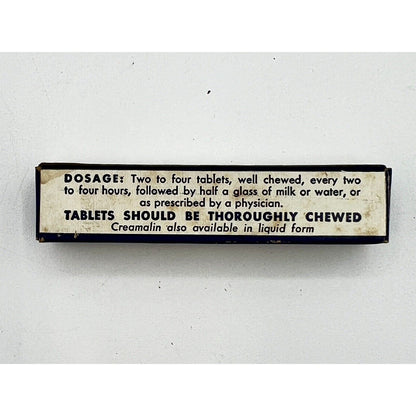 DOSAGE: Two to four tablets, well chewed, every two
to four hours, followed by half a glass of milk or water, or
as prescribed by a physician.
TABLETS SHOULD BE THOROUGHLY CHEWED
Creamalin also available in liquid form